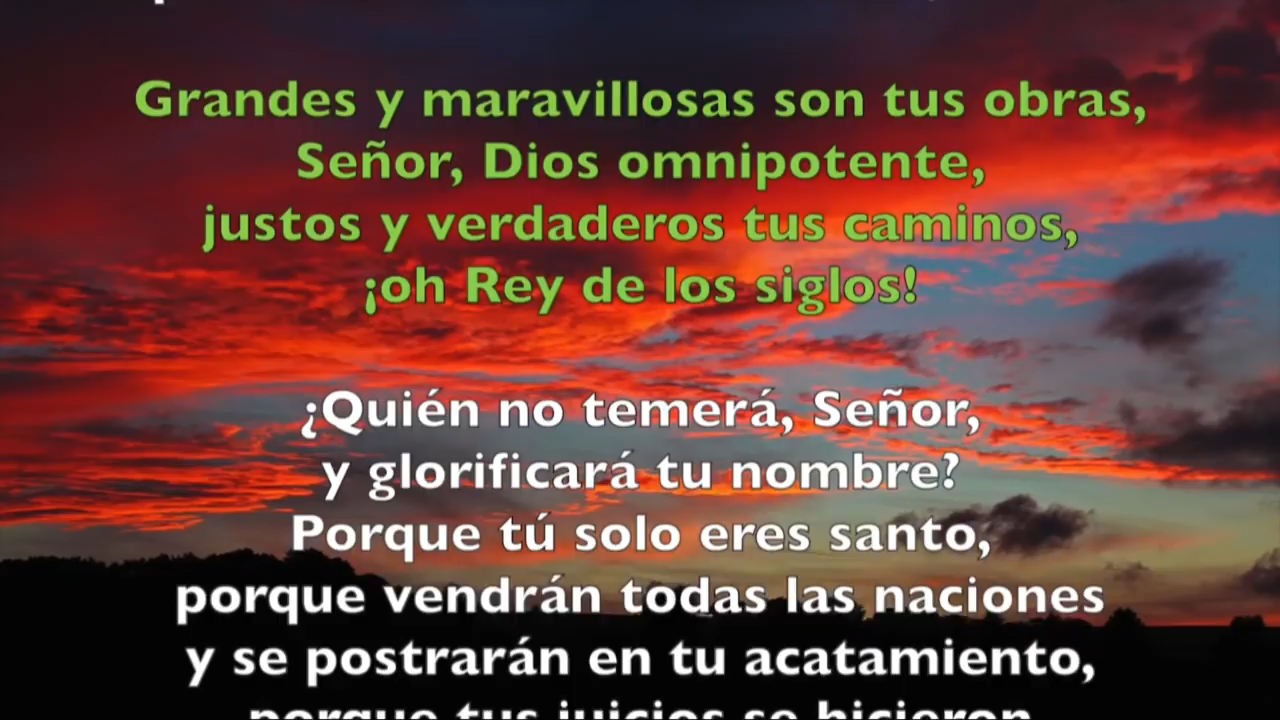 Grandes y maravillosas son tus obras,
Señor, Dios omnipotente,
justos y verdaderos tus caminos,
¡oh Rey de los siglos!
¿Quién no temerá, Señor,
y glorificará tu nombre?
Porque tú solo eres santo,
porque vendrán todas las naciones
y se postrarán en tu acatamiento,
porque tus juicios se hicieron